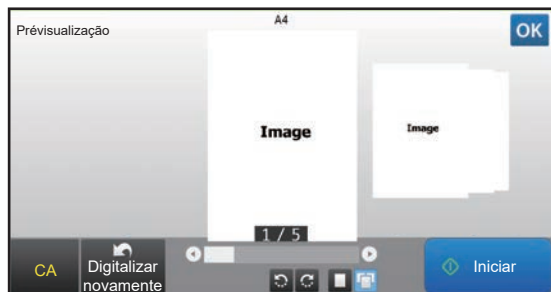 A4
Prévisualização
OK
Image
Image
1 / 5
CA
Digitalizar
novamente
Iniciar